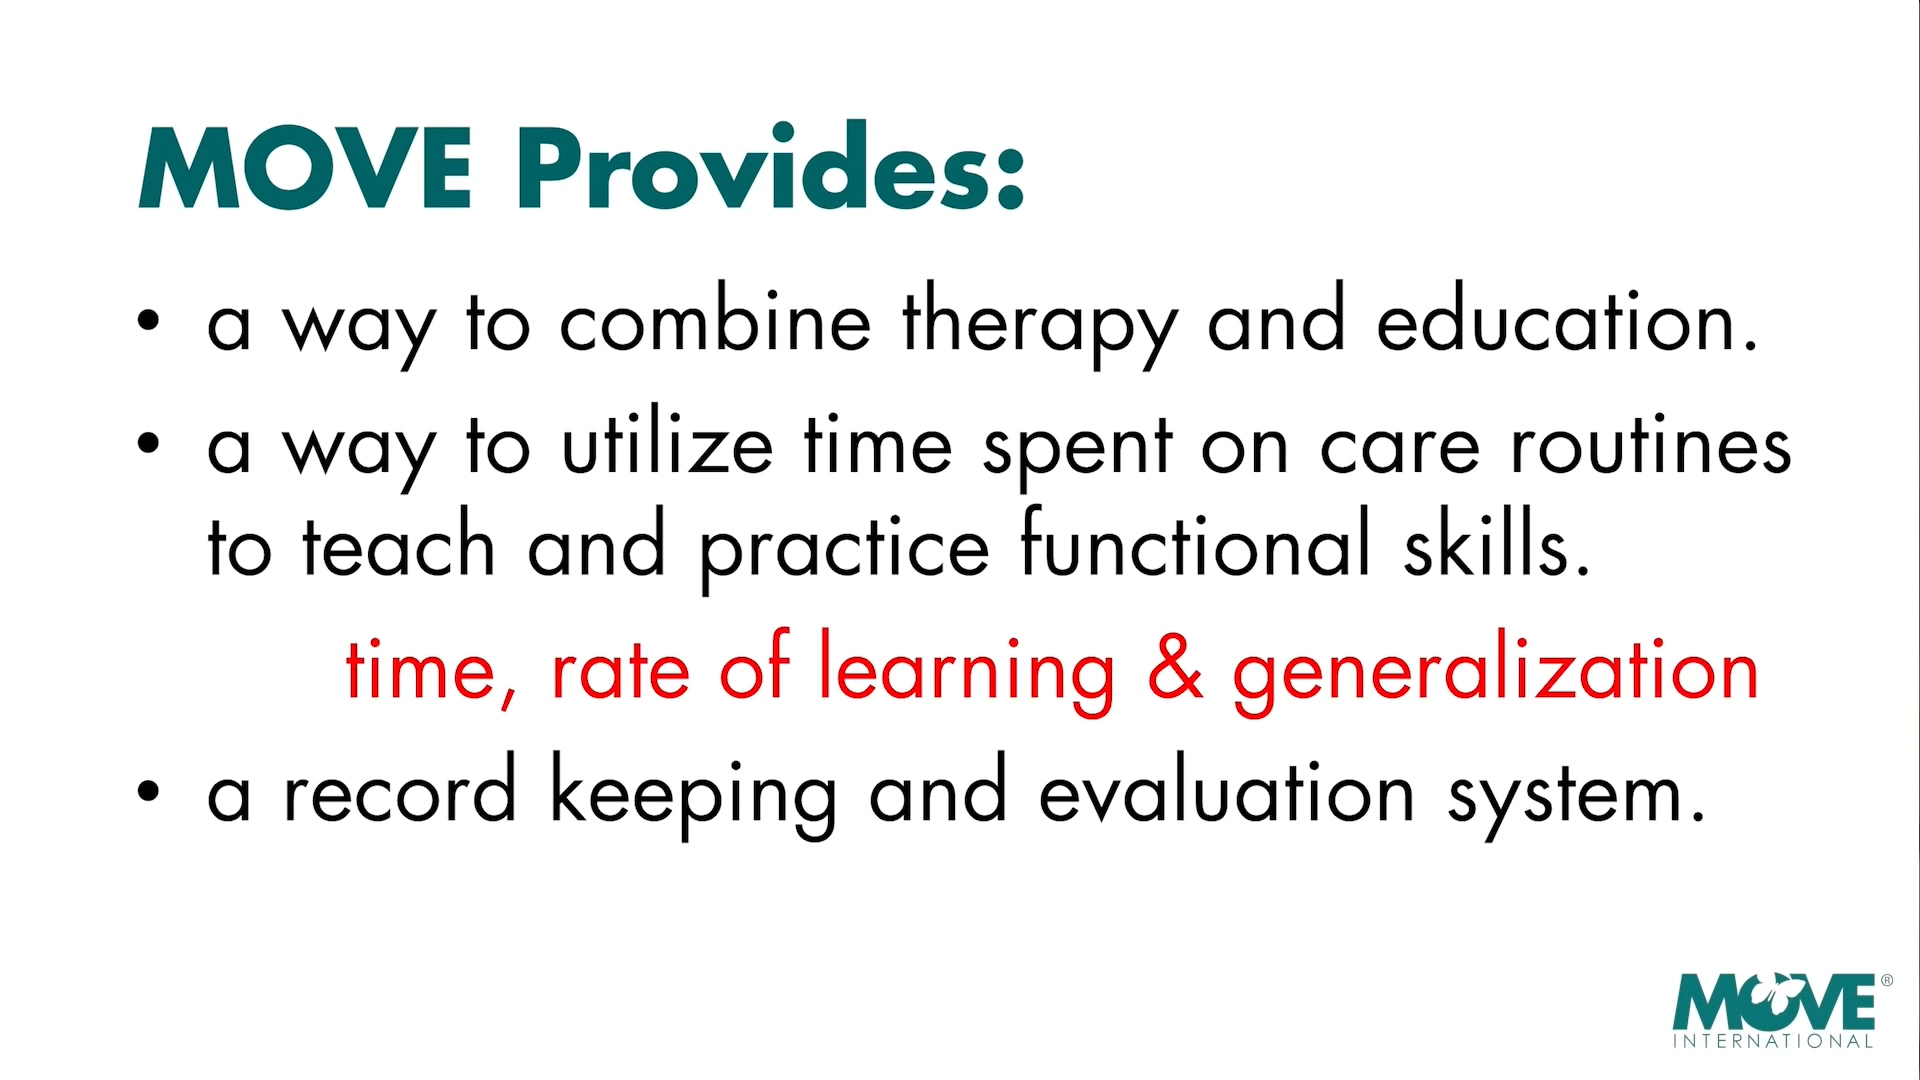 MOVE Provides:
• a way to combine therapy and education.
• a way to utilize time spent on care routines
to teach and practice functional skills.
time, rate of learning & generalization
• a record keeping and evaluation system.
MOVE®
INTERNATIONAL